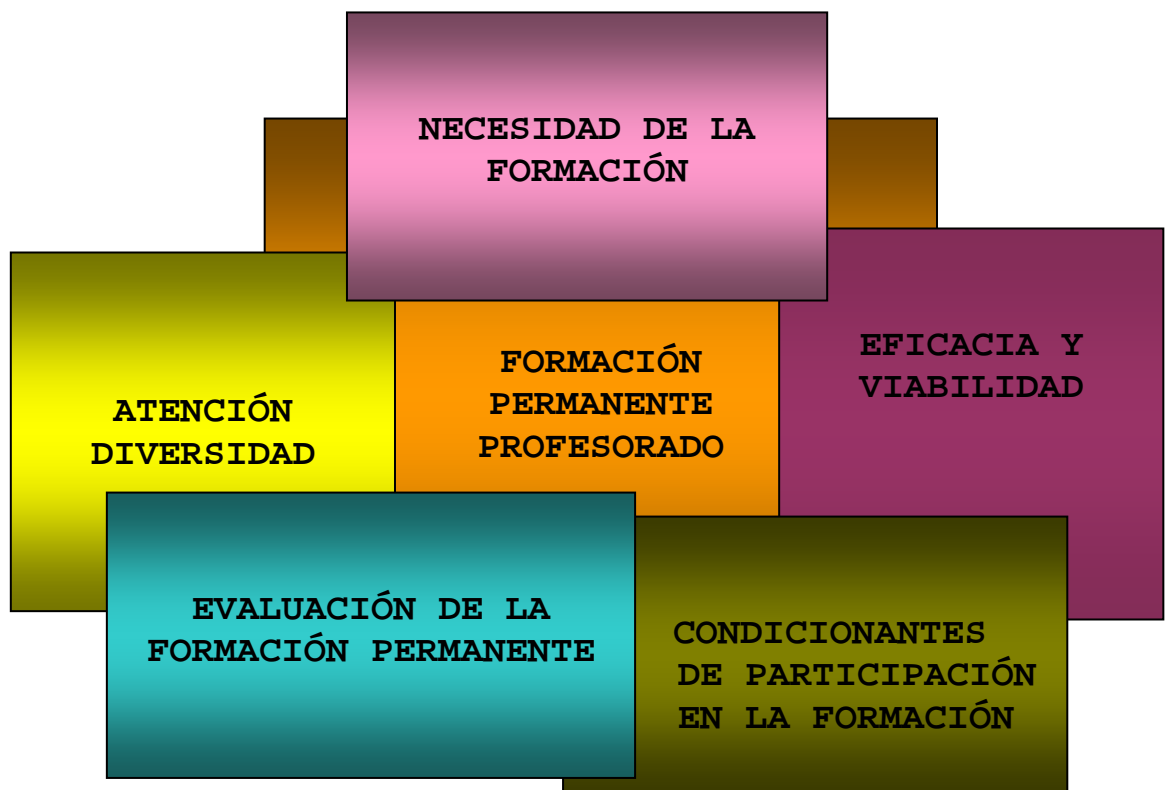 NECESIDAD DE LA
FORMACIÓN
FORMACIÓN
PERMANENTE
PROFESORADO
EFICACIA Y
VIABILIDAD
ATENCIÓN
DIVERSIDAD
EVALUACIÓN DE LA
FORMACIÓN PERMANENTE
CONDICIONANTES
DE PARTICIPACIÓN
EN LA FORMACIÓN